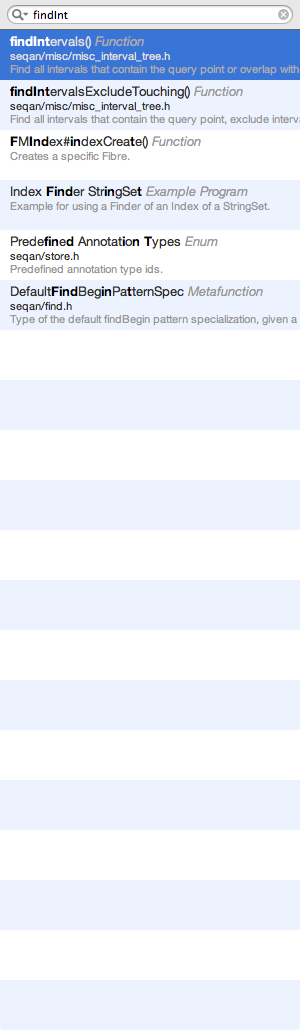 findInt
findIntervals() Function
seqan/misc/misc_interval_tree.h
Find all intervals that contain the query point or overlap with
findIntervalsExcludeTouching() Function
seqan/misc/misc_interval_tree.h
Find all intervals that contain the query point, exclude interva
FMIndex#indexCreate() Function
Creates a specific Fibre.
Index Finder StringSet Example Program
Example for using a Finder of an Index of a StringSet.
Predefined Annotation Types Enum
seqan/store.h
Predefined annotation type ids.
DefaultFindBeginPatternSpec Metafunction
seqan/find.h
Type of the default findBegin pattern specialization, given a